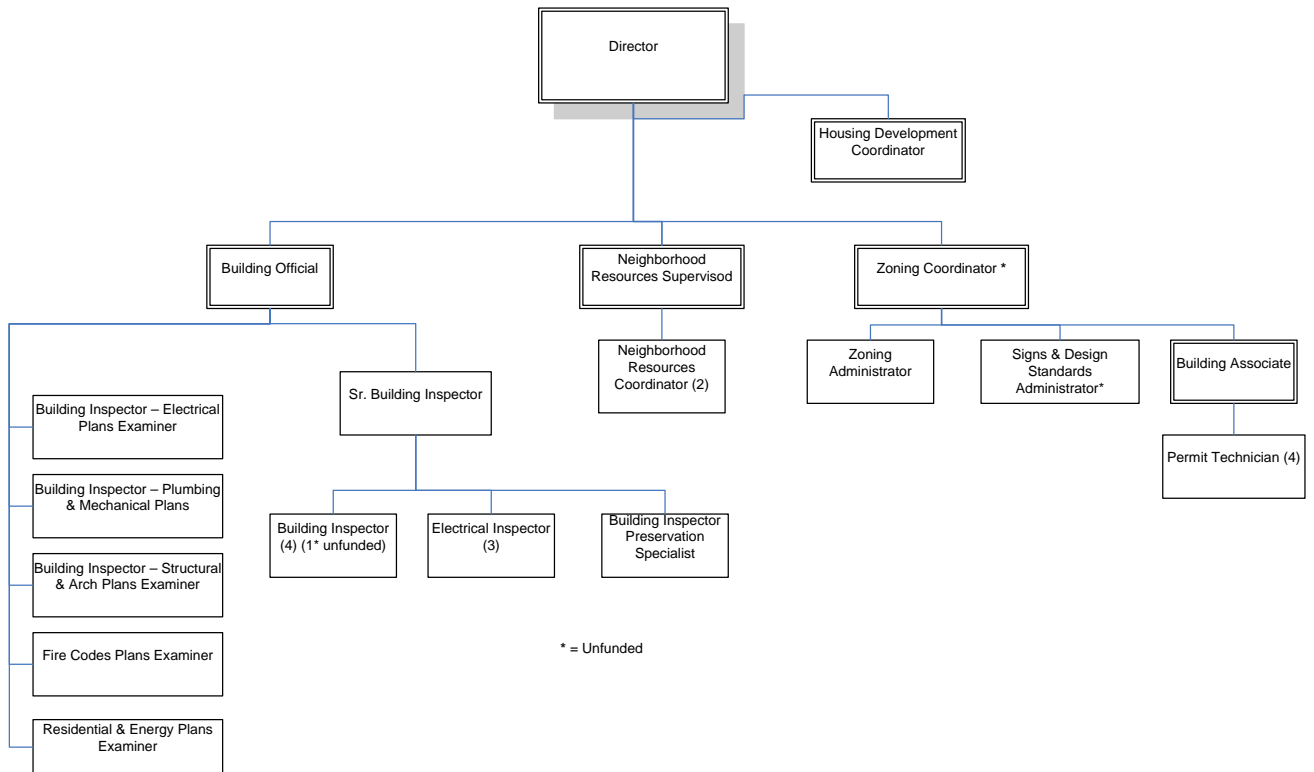 Director
Housing Development
Coordinator
Building Official
Neighborhood
Resources Supervisod
Zoning Coordinator *
Neighborhood
Resources
Coordinator (2)
Zoning
Administrator
Signs & Design
Standards
Administrator*
Building Associate
Sr. Building Inspector
Building Inspector – Electrical
Plans Examiner
Permit Technician (4)
Building Inspector – Plumbing
& Mechanical Plans
Building Inspector
(4) (1* unfunded)
Electrical Inspector
(3)
Building Inspector
Preservation
Specialist
Building Inspector – Structural
& Arch Plans Examiner
* = Unfunded
Fire Codes Plans Examiner
Residential & Energy Plans
Examiner